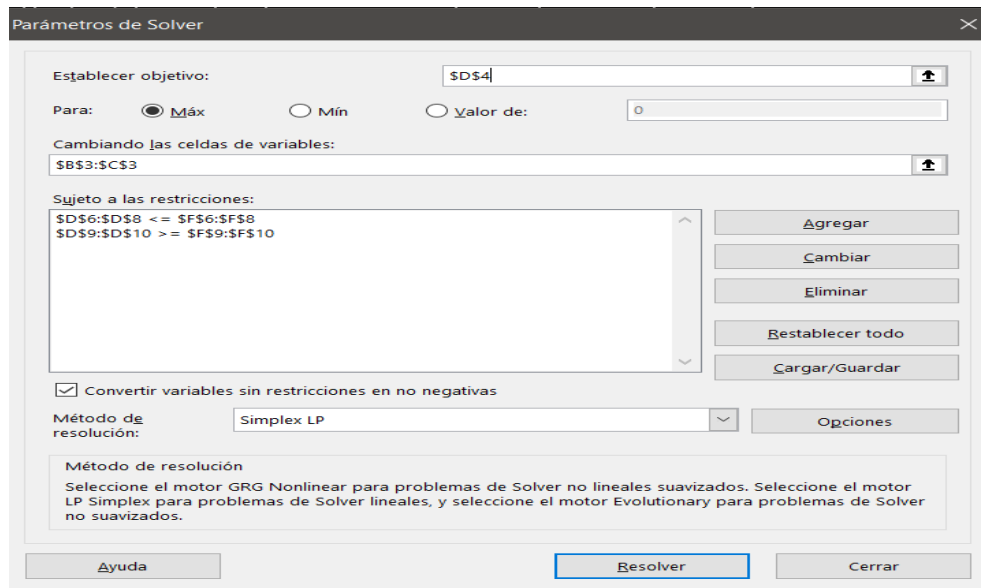 Parámetros de Solver
Establecer objetivo: $D$4
Para: Máx Mín Valor de: 0
Cambiando las celdas de variables:
$B$3:$C$3
Sujeto a las restricciones:
$D$6:$D$8 <= $F$6:$F$8
$D$9:$D$10 >= $F$9:$F$10
Agregar
Cambiar
Eliminar
Restablecer todo
Cargar/Guardar
Convertir variables sin restricciones en no negativas
Método de resolución: Simplex LP Opciones
Método de resolución
Seleccione el motor GRG Nonlinear para problemas de Solver no lineales suavizados. Seleccione el motor
LP Simplex para problemas de Solver lineales, y seleccione el motor Evolutionary para problemas de Solver
no suavizados.
Ayuda Resolver Cerrar